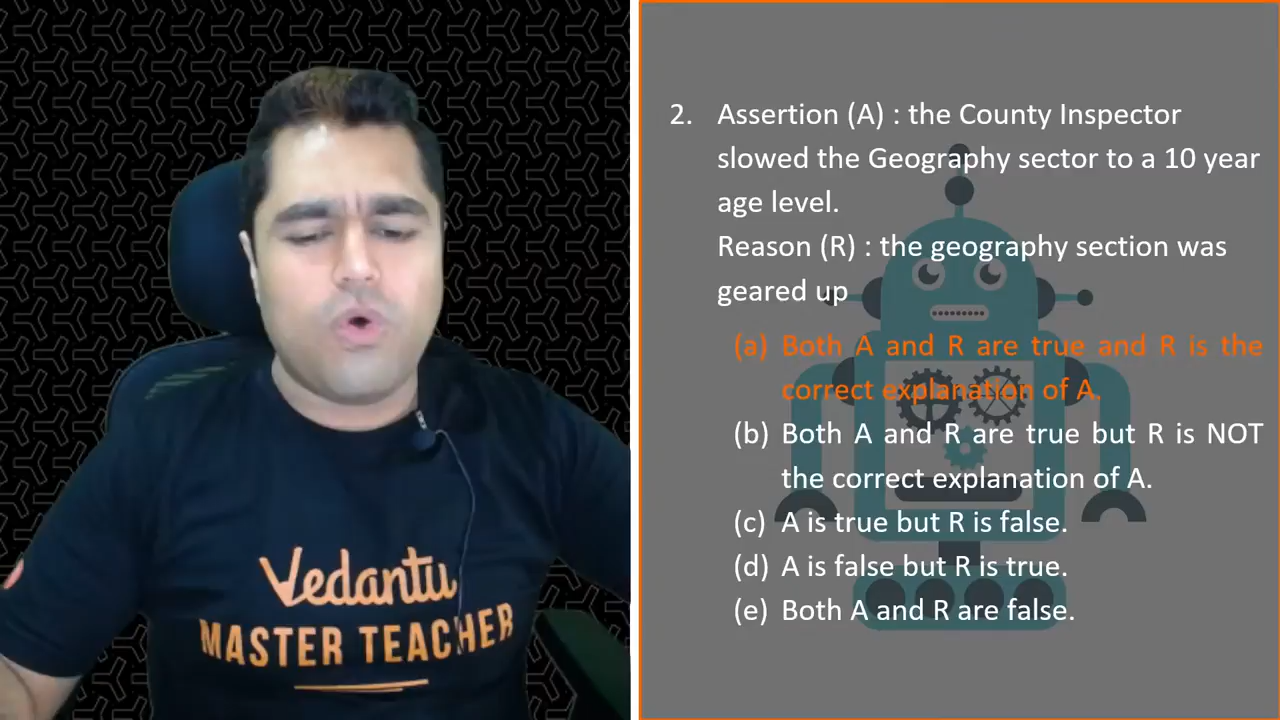 Vedantu
MASTER TEACHER
2. Assertion (A) : the County Inspector
slowed the Geography sector to a 10 year
age level.
Reason (R) : the geography section was
geared up
(a) Both A and R are true and R is the
correct explanation of A.
(b) Both A and R are true but R is NOT
the correct explanation of A.
(c) A is true but R is false.
(d) A is false but R is true.
(e) Both A and R are false.